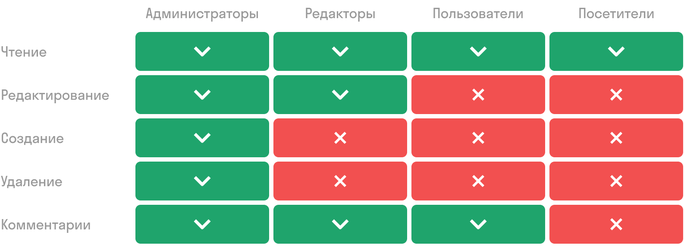 Администраторы Редакторы Пользователи Посетители
Чтение
Редактирование
Создание
Удаление
Комментарии